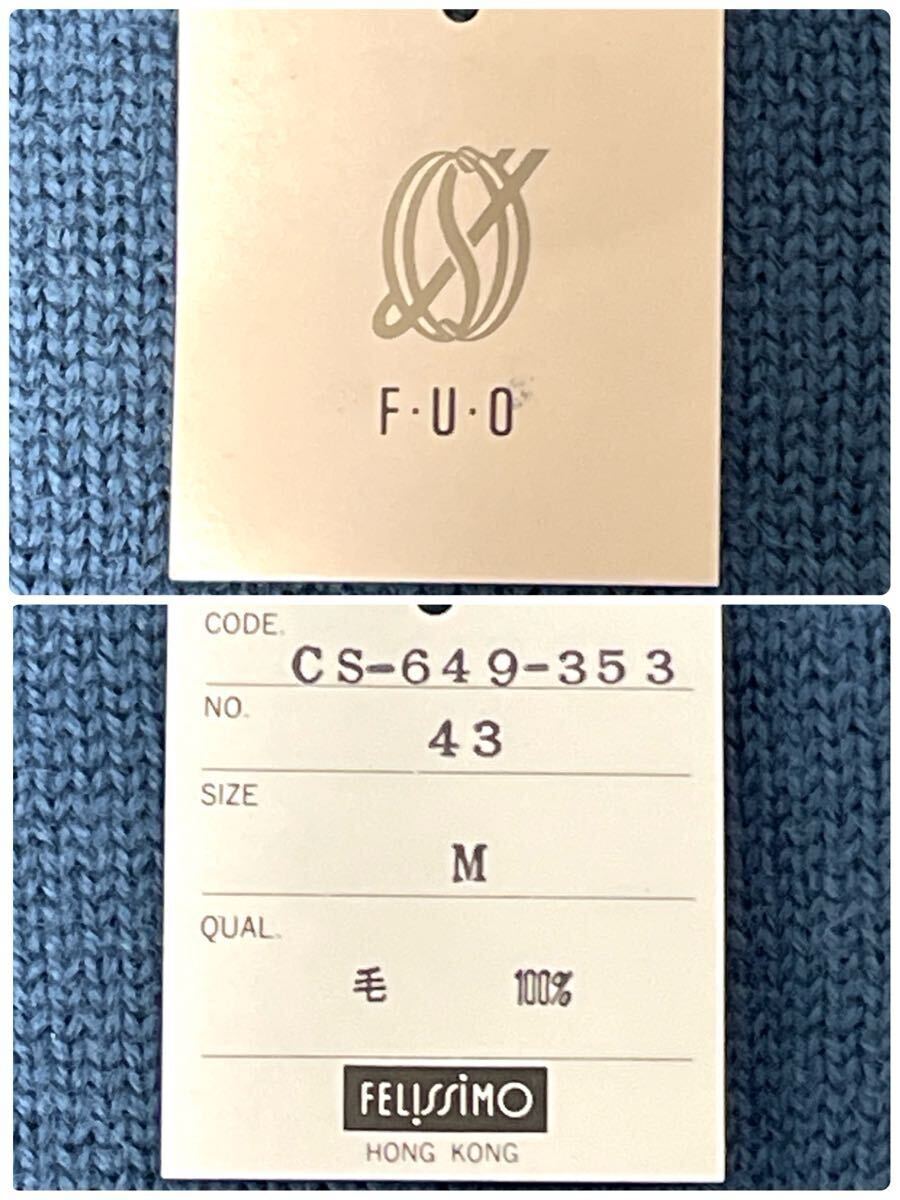 F·U·O
CODE.
CS-649-353
NO.
43
SIZE
M
QUAL.
毛 100%
FELISSIMO
HONG KONG